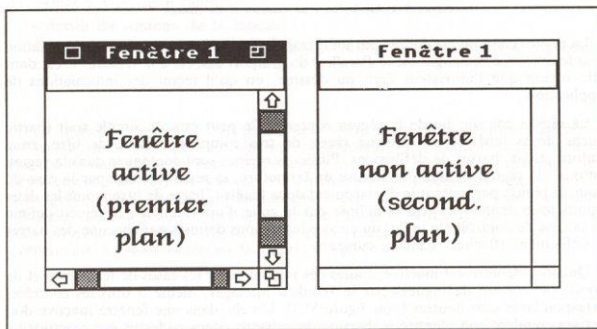 Fenêtre 1
Fenêtre
active
(premier
plan)
Fenêtre 1
Fenêtre
non active
(second.
plan)